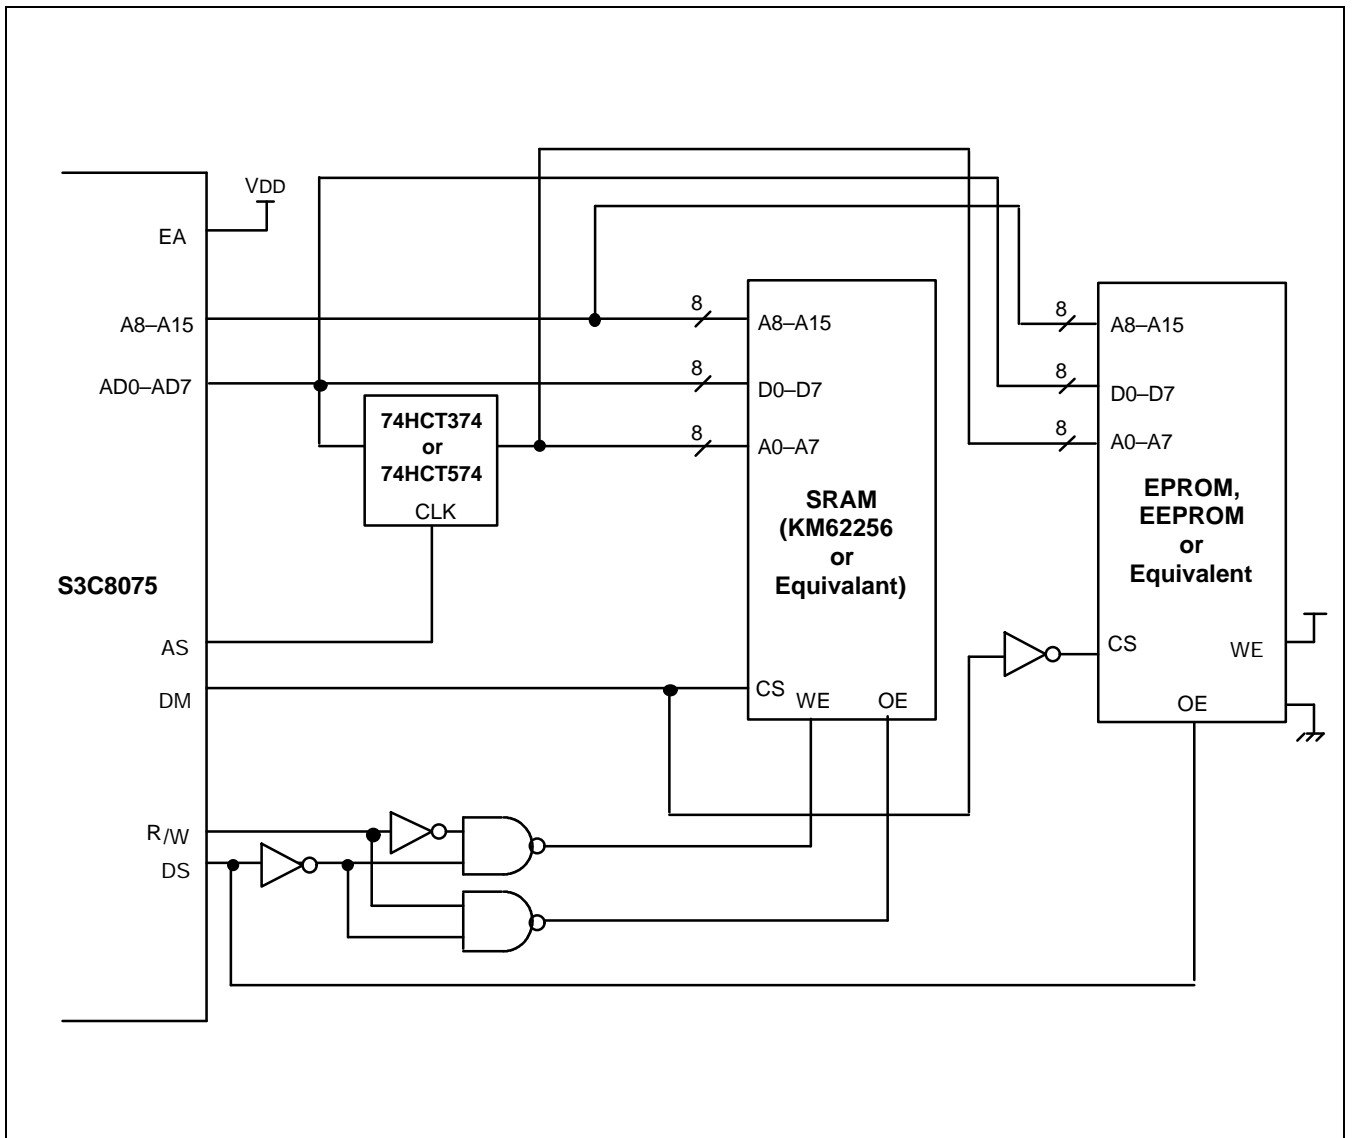 VDD
EA
A8–A15
AD0–AD7
S3C8075
AS
DM
R/W
DS
74HCT374
or
74HCT574
CLK
8
8
8
A8–A15
D0–D7
A0–A7
SRAM
(KM62256
or
Equivalant)
CS
WE
OE
8
8
8
A8–A15
D0–D7
A0–A7
EPROM,
EEPROM
or
Equivalent
CS
WE
OE